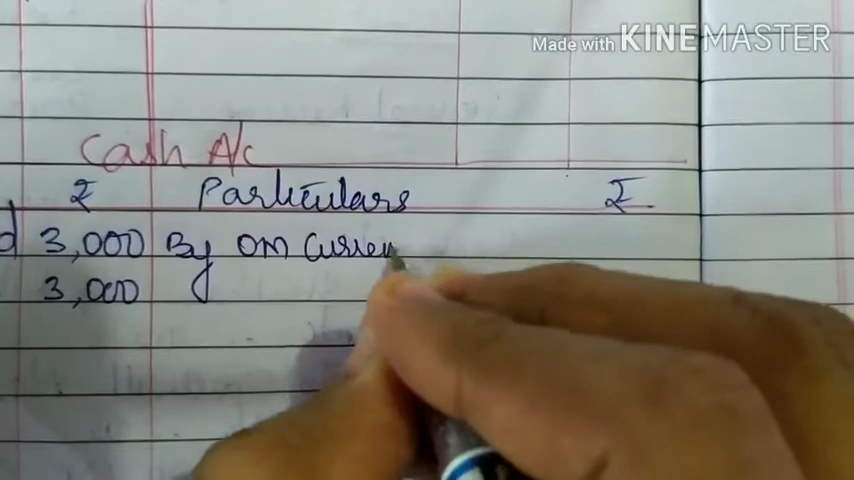 Made with KINEMASTER
Cash A/c
₹ Particulars ₹
d 3,000 By OM Curren
3,000